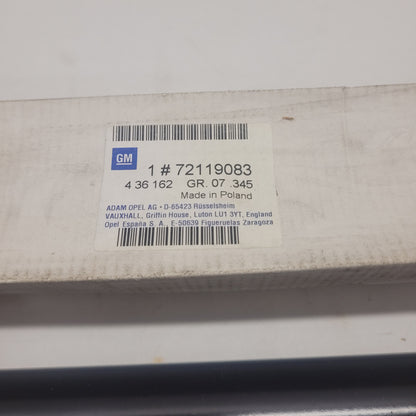 GM
1 # 72119083
4 36 162 GR. 07 .345
Made in Poland
ADAM OPEL AG • D-65423 Rüsselsheim
VAUXHALL, Griffin House, Luton LU1 3YT, England
Opel España S. A., E-50639 Figueruelas Zaragoza